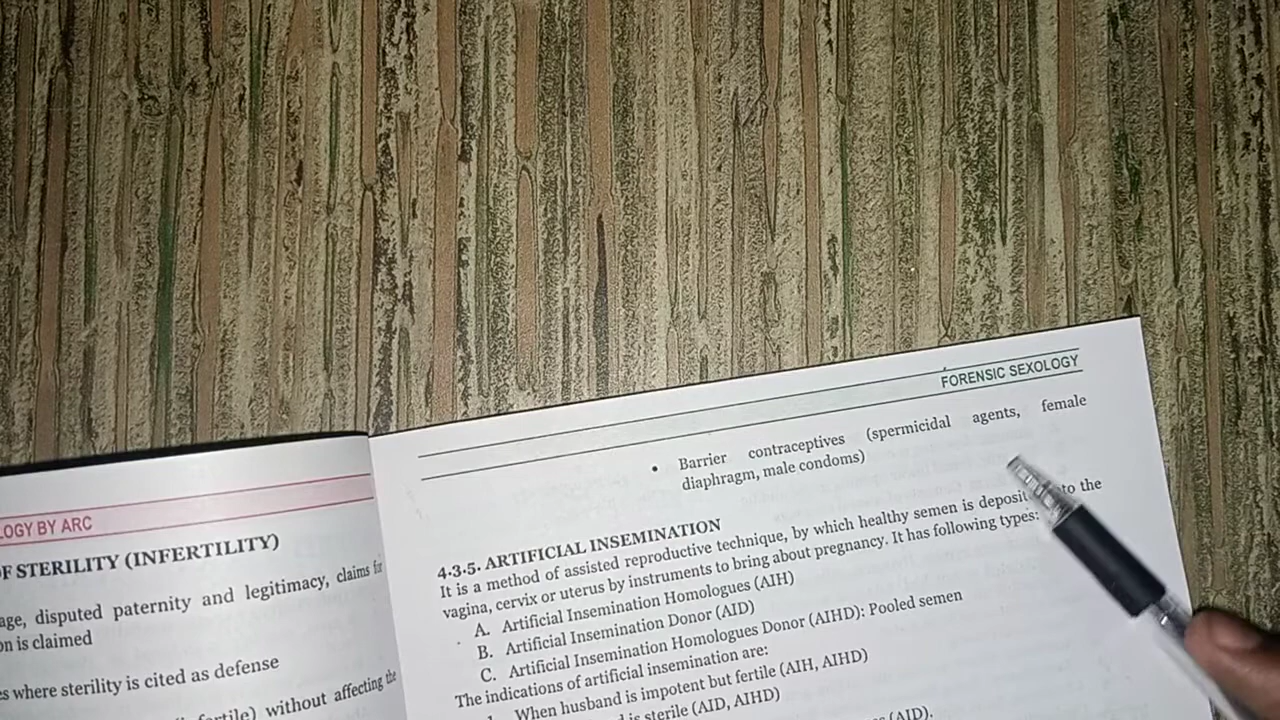 OGY BY ARC
F STERILITY (INFERTILITY)
age, disputed paternity and legitimacy, claims
on is claimed
es where sterility is cited as defense
without affecting the
FORENSIC SEXOLOGY
• Barrier contraceptives (spermicidal agents, female
diaphragm, male condoms)
4-3-5. ARTIFICIAL INSEMINATION
It is a method of assisted reproductive technique, by which healthy semen is to the
vagina, cervix or uterus by instruments to bring about pregnancy. It has following types:
A. Artificial Insemination Homologues (AIH)
B. Artificial Insemination Donor (AID)
C. Artificial Insemination Homologues Donor (AIHD): Pooled semen
The indications of artificial insemination are:
When husband is impotent but fertile (AIH, AIHD)
is sterile (AID, AIHD)
(AID).